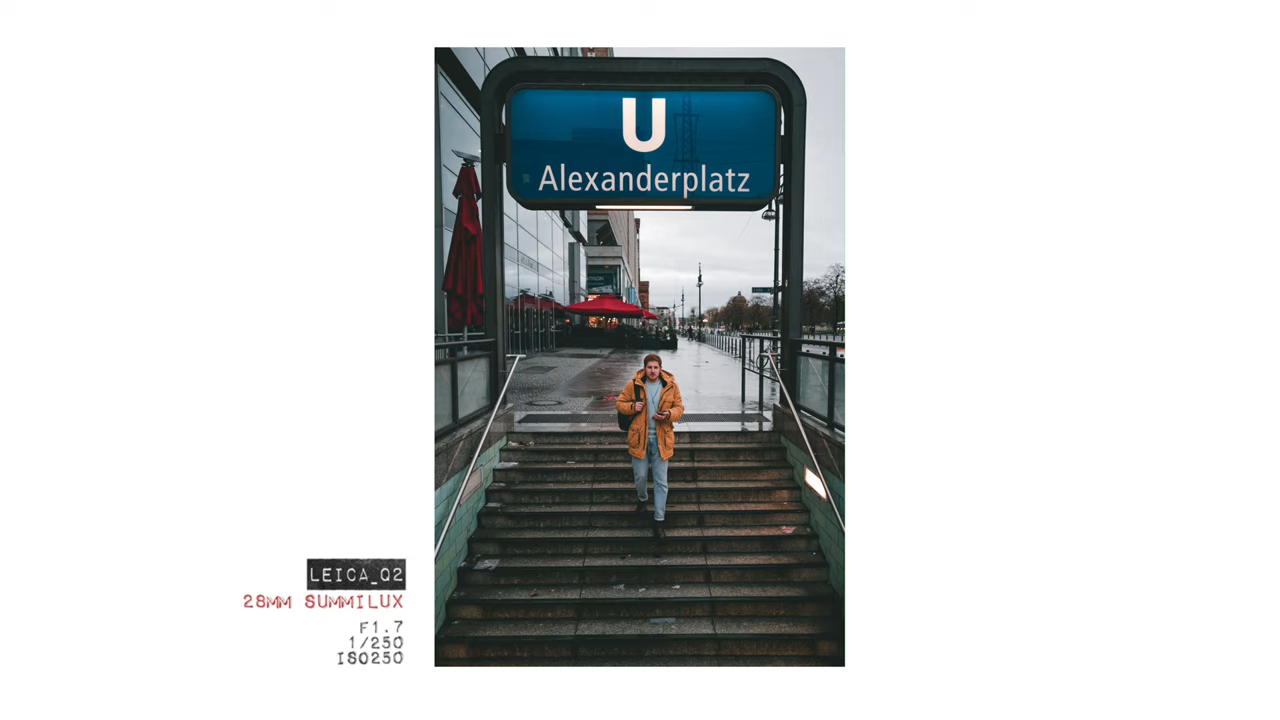 U
Alexanderplatz
LEICA_Q2
28MM SUMMILUX
F1.7
1/250
ISO250